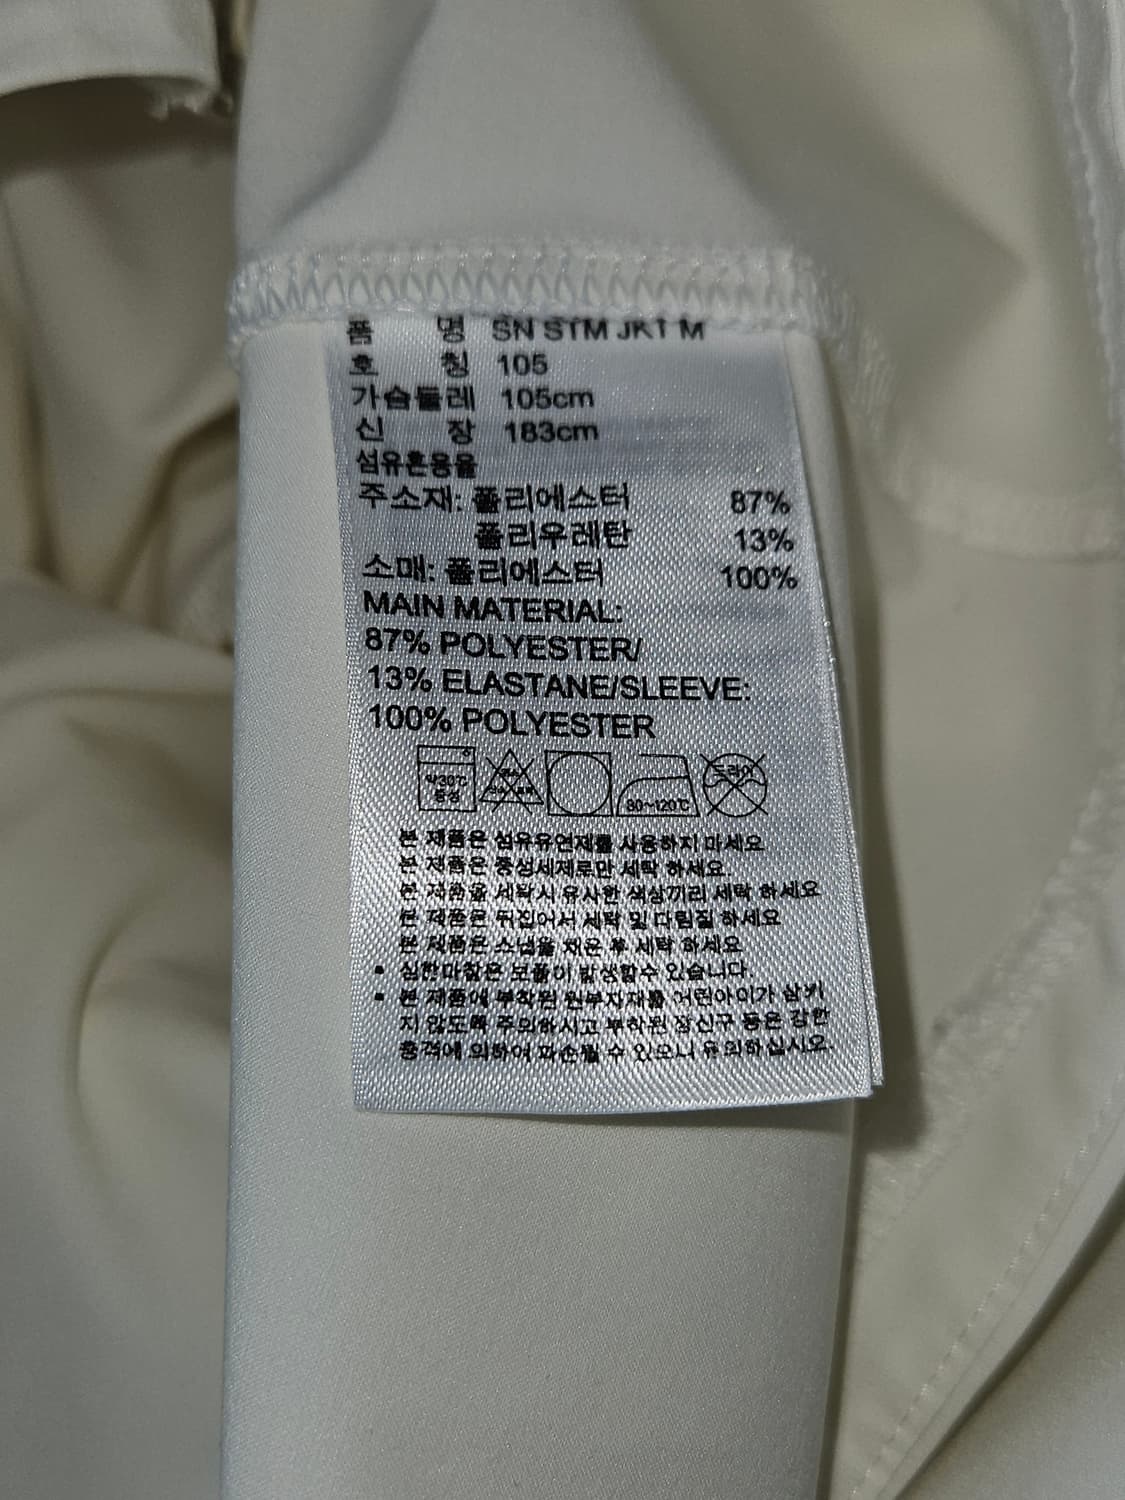 품 명 SN STM JKT M
호 칭 105
가슴둘레 105cm
신 장 183cm
섬유혼용율
주소재: 폴리에스터 87%
폴리우레탄 13%
소매: 폴리에스터 100%
MAIN MATERIAL:
87% POLYESTER/
13% ELASTANE/SLEEVE:
100% POLYESTER
약30℃ 80~120℃ 드라이
중성
본 제품은 섬유유연제를 사용하지 마세요
본 제품은 중성세제로만 세탁 하세요.
본 제품을 세탁시 유사한 색상끼리 세탁 하세요
본 제품은 뒤집어서 세탁 및 다림질 하세요
본 제품은 스냅을 채운 후 세탁 하세요
• 심한마찰은 보풀이 발생할수 있습니다.
• 본 제품에 부착된 원부자재를 어린아이가 삼키
지 않도록 주의하시고 부착된 장신구 등은 강한
충격에 의하여 파손될 수 있으니 유의하십시오.